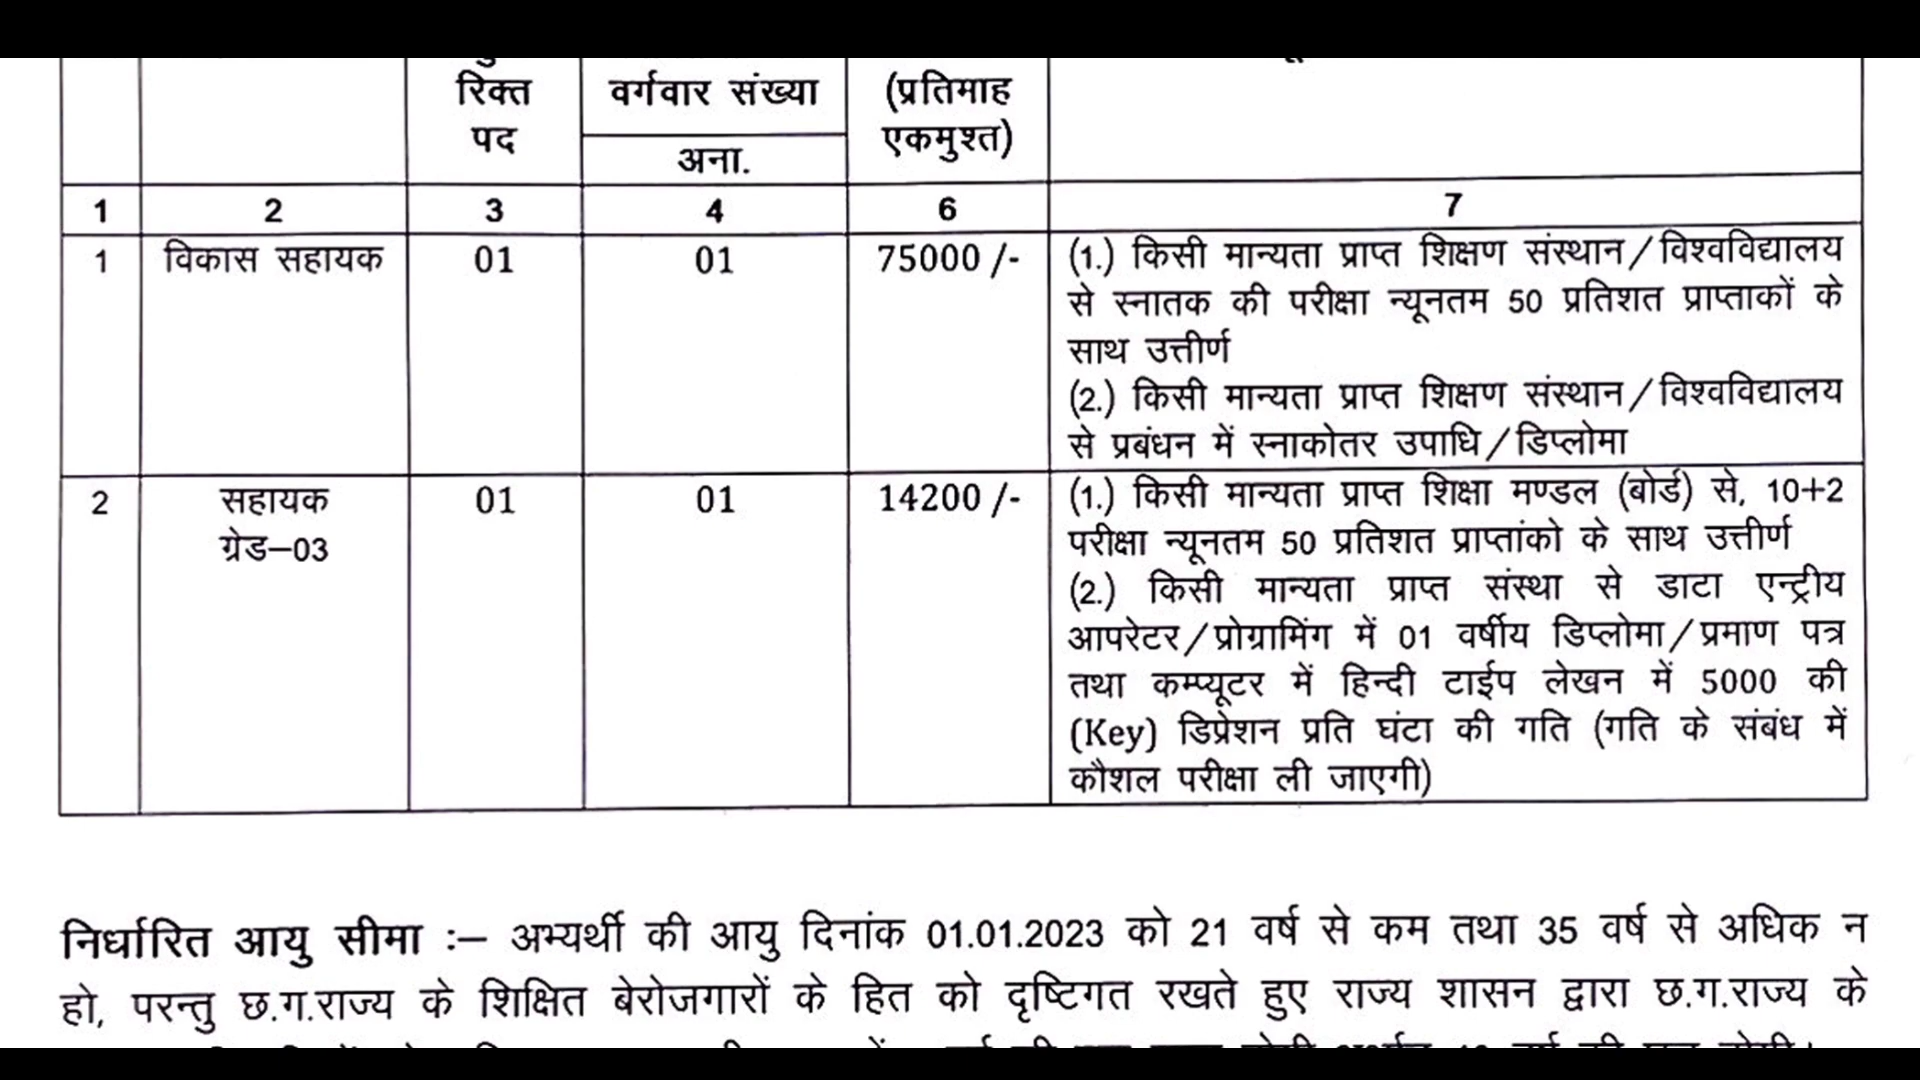 रिक्त
पद
वर्गवार संख्या
अना.
(प्रतिमाह
एकमुश्त)
1 2 3 4 6 7
1 विकास सहायक 01 01 75000/- (1.) किसी मान्यता प्राप्त शिक्षण संस्थान/विश्वविद्यालय
से स्नातक की परीक्षा न्यूनतम 50 प्रतिशत प्राप्ताकों के
साथ उत्तीर्ण
(2.) किसी मान्यता प्राप्त शिक्षण संस्थान/विश्वविद्यालय
से प्रबंधन में स्नाकोतर उपाधि/डिप्लोमा
2 सहायक 01 01 14200/- (1.) किसी मान्यता प्राप्त शिक्षा मण्डल (बोर्ड) से, 10+2
ग्रेड–03 परीक्षा न्यूनतम 50 प्रतिशत प्राप्तांको के साथ उत्तीर्ण
(2.) किसी मान्यता प्राप्त संस्था से डाटा एन्ट्रीय
आपरेटर/प्रोग्रामिंग में 01 वर्षीय डिप्लोमा/प्रमाण पत्र
तथा कम्प्यूटर में हिन्दी टाईप लेखन में 5000 की
(Key) डिप्रेशन प्रति घंटा की गति (गति के संबंध में
कौशल परीक्षा ली जाएगी)
निर्धारित आयु सीमा :– अभ्यर्थी की आयु दिनांक 01.01.2023 को 21 वर्ष से कम तथा 35 वर्ष से अधिक न
हो, परन्तु छ.ग.राज्य के शिक्षित बेरोजगारों के हित को दृष्टिगत रखते हुए राज्य शासन द्वारा छ.ग.राज्य के